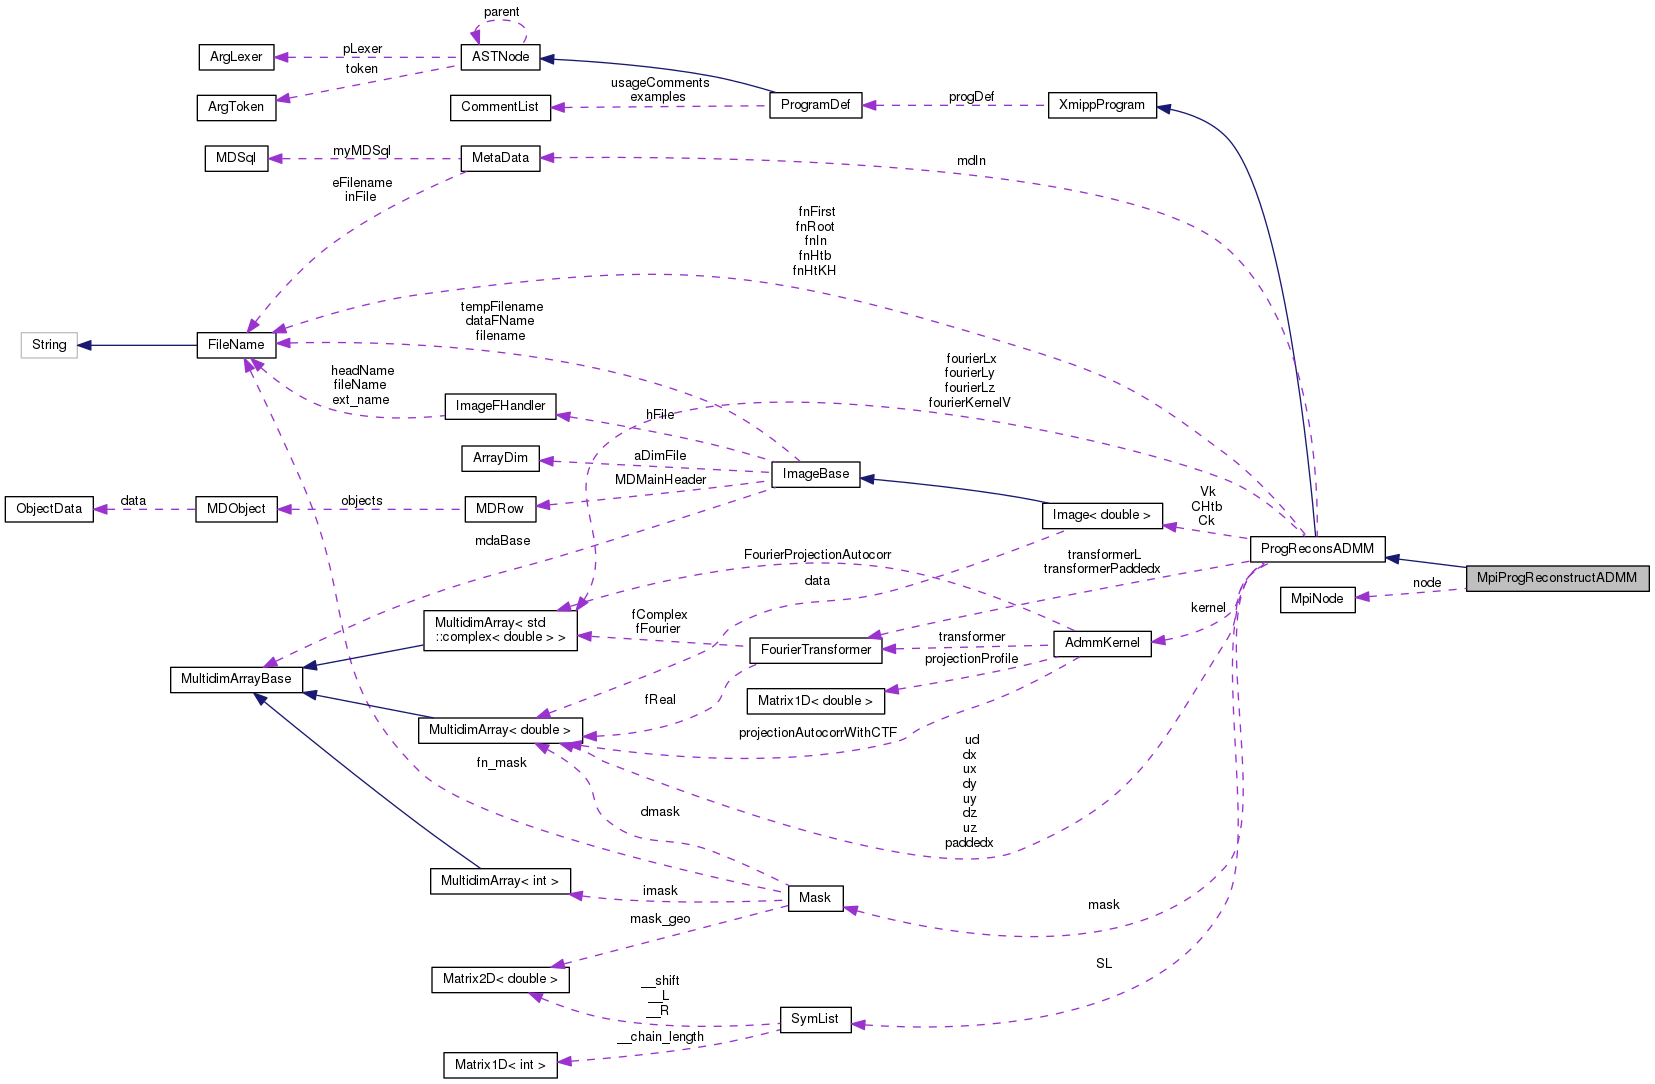 parent
ArgLexer
pLexer
ASTNode
token
ArgToken
CommentList
usageComments
examples
ProgramDef
progDef
XmippProgram
MDSql
myMDSql
MetaData
mdIn
eFilename
inFile
fnFirst
fnRoot
fnIn
fnHtb
fnHtKH
String
FileName
tempFilename
dataFName
filename
headName
fileName
ext_name
ImageFHandler
hFile
fourierLx
fourierLy
fourierLz
fourierKernelV
ArrayDim
aDimFile
ImageBase
MDMainHeader
ObjectData
data
MDObject
objects
MDRow
mdaBase
Image< double >
Vk
CHtb
Ck
ProgReconsADMM
MpiProgReconstructADMM
node
MpiNode
FourierProjectionAutocorr
data
transformerL
transformerPaddedx
kernel
MultidimArray< std
::complex< double > >
fComplex
fFourier
FourierTransformer
transformer
AdmmKernel
projectionProfile
MultidimArrayBase
fReal
Matrix1D< double >
MultidimArray< double >
projectionAutocorrWithCTF
fn_mask
ud
dx
ux
dy
uy
dz
uz
paddedx
dmask
MultidimArray< int >
imask
Mask
mask
mask_geo
Matrix2D< double >
__shift
__L
__R
SymList
SL
__chain_length
Matrix1D< int >